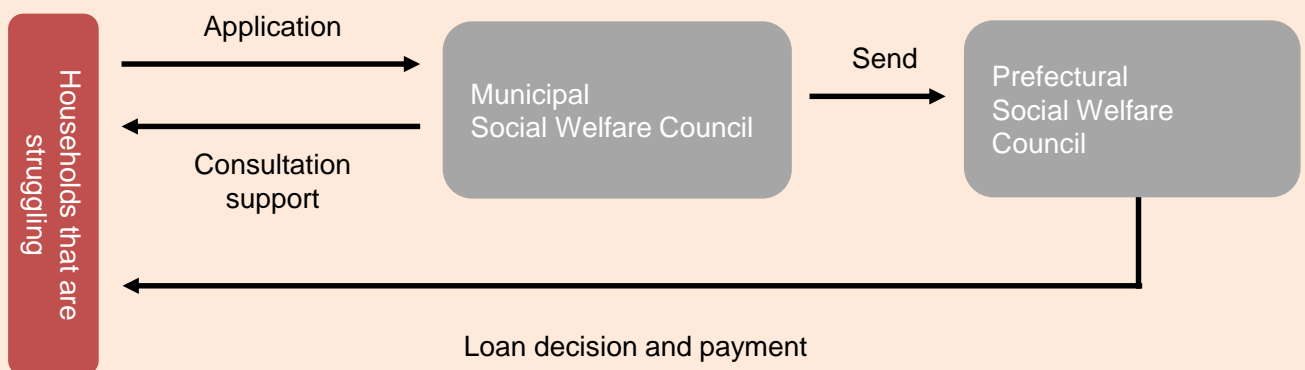 Households that are
struggling
Application
Consultation
support
Municipal
Social Welfare Council
Send
Prefectural
Social Welfare
Council
Loan decision and payment